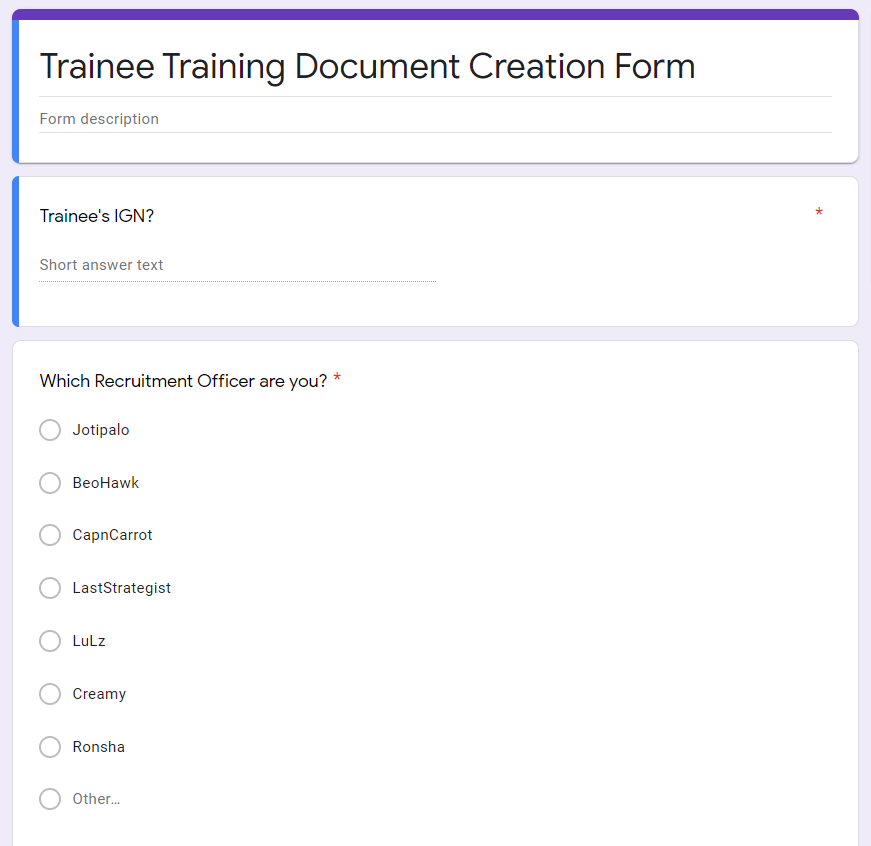 Trainee Training Document Creation Form
Form description
Trainee's IGN? *
Short answer text
Which Recruitment Officer are you? *
Jotipalo
BeoHawk
CapnCarrot
LastStrategist
LuLz
Creamy
Ronsha
Other...